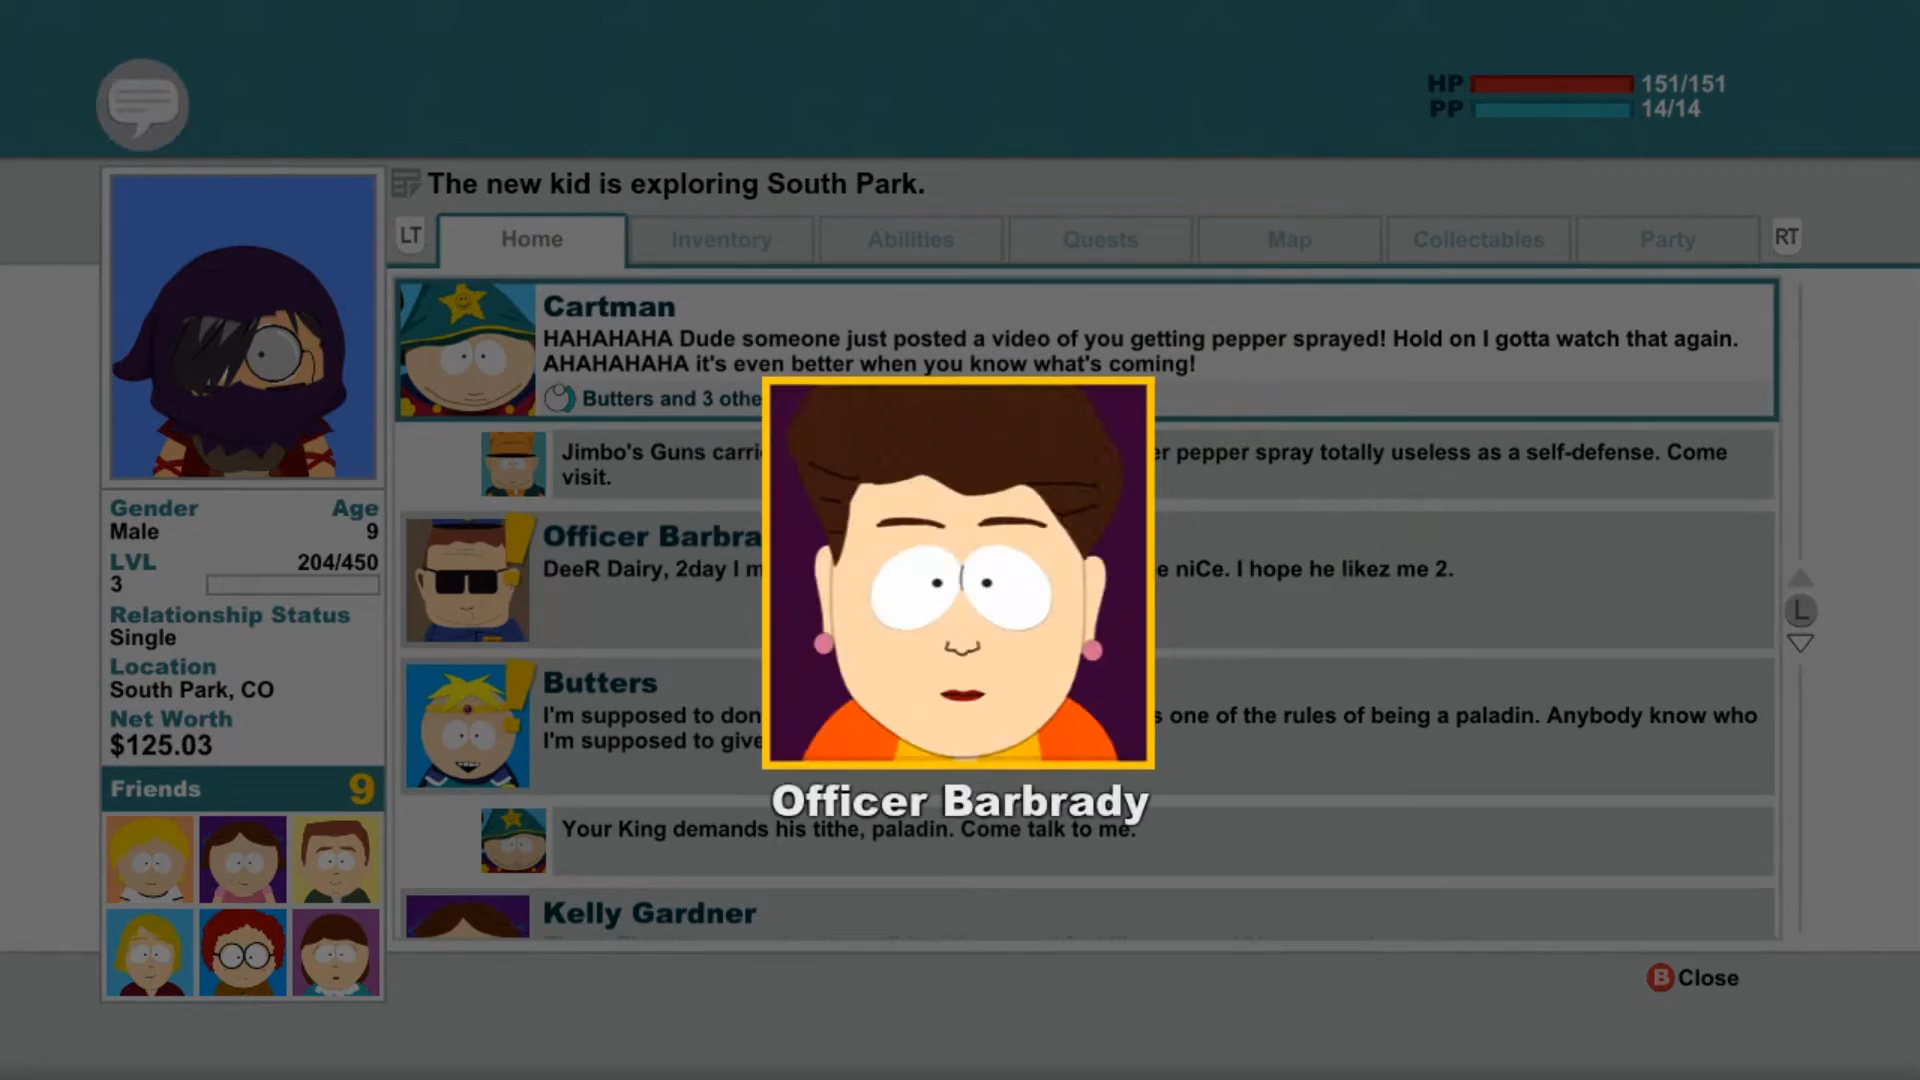 HP 151/151
PP 14/14
The new kid is exploring South Park.
LT Home Inventory Abilities Quests Map Collectables Party RT
Cartman
HAHAHAHA Dude someone just posted a video of you getting pepper sprayed! Hold on I gotta watch that again.
AHAHAHAHA it's even better when you know what's coming!
Butters and 3 othe
Jimbo's Guns carri er pepper spray totally useless as a self-defense. Come
visit.
Officer Barbra
DeeR Dairy, 2day I m e niCe. I hope he likez me 2.
Butters
I'm supposed to don s one of the rules of being a paladin. Anybody know who
I'm supposed to give
Officer Barbrady
Your King demands his tithe, paladin. Come talk to me.
Kelly Gardner
Gender Age
Male 9
LVL 204/450
3
Relationship Status
Single
Location
South Park, CO
Net Worth
$125.03
Friends 9
L
B Close